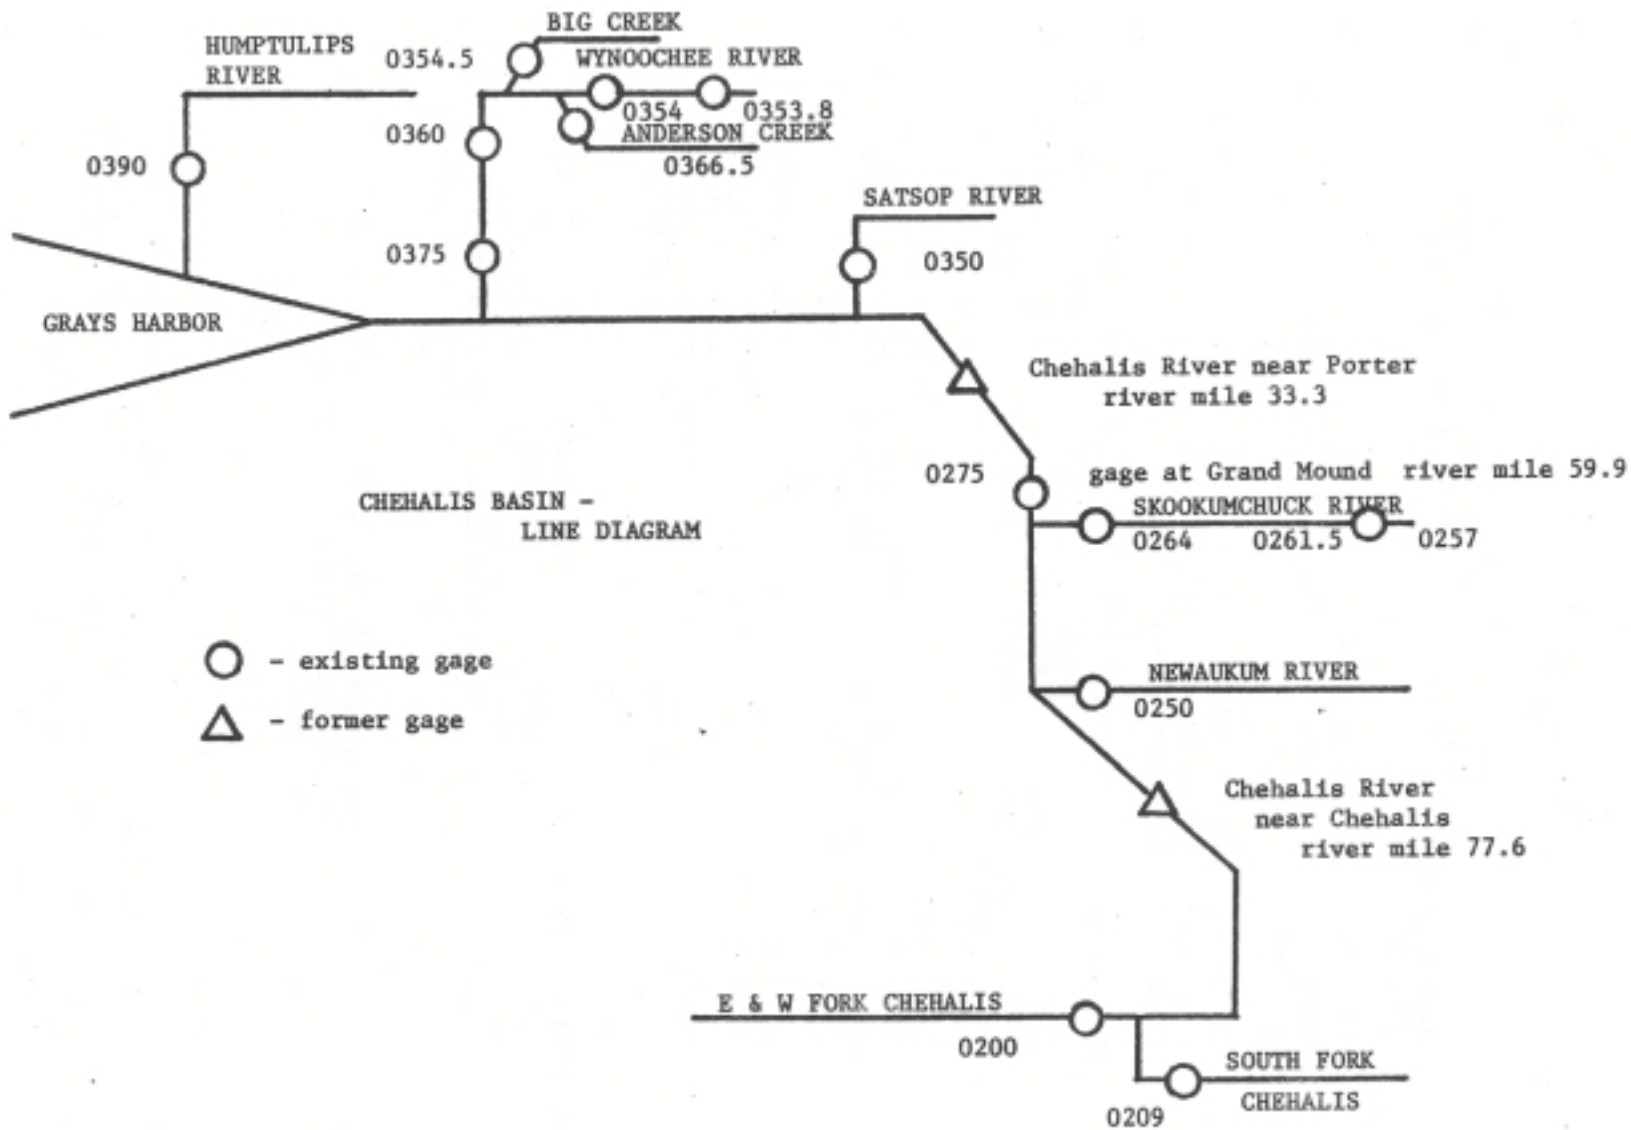 BIG CREEK
HUMPTULIPS
RIVER
0354.5
WYNOOCHEE RIVER
0354
0353.8
0360
ANDERSON CREEK
0366.5
0390
SATSOP RIVER
0375
0350
GRAYS HARBOR
Chehalis River near Porter
river mile 33.3
0275
gage at Grand Mound river mile 59.9
SKOOKUMCHUCK RIVER
0264
0261.5
0257
CHEHALIS BASIN -
LINE DIAGRAM
- existing gage
- former gage
NEWAUKUM RIVER
0250
Chehalis River
near Chehalis
river mile 77.6
E & W FORK CHEHALIS
0200
SOUTH FORK
CHEHALIS
0209